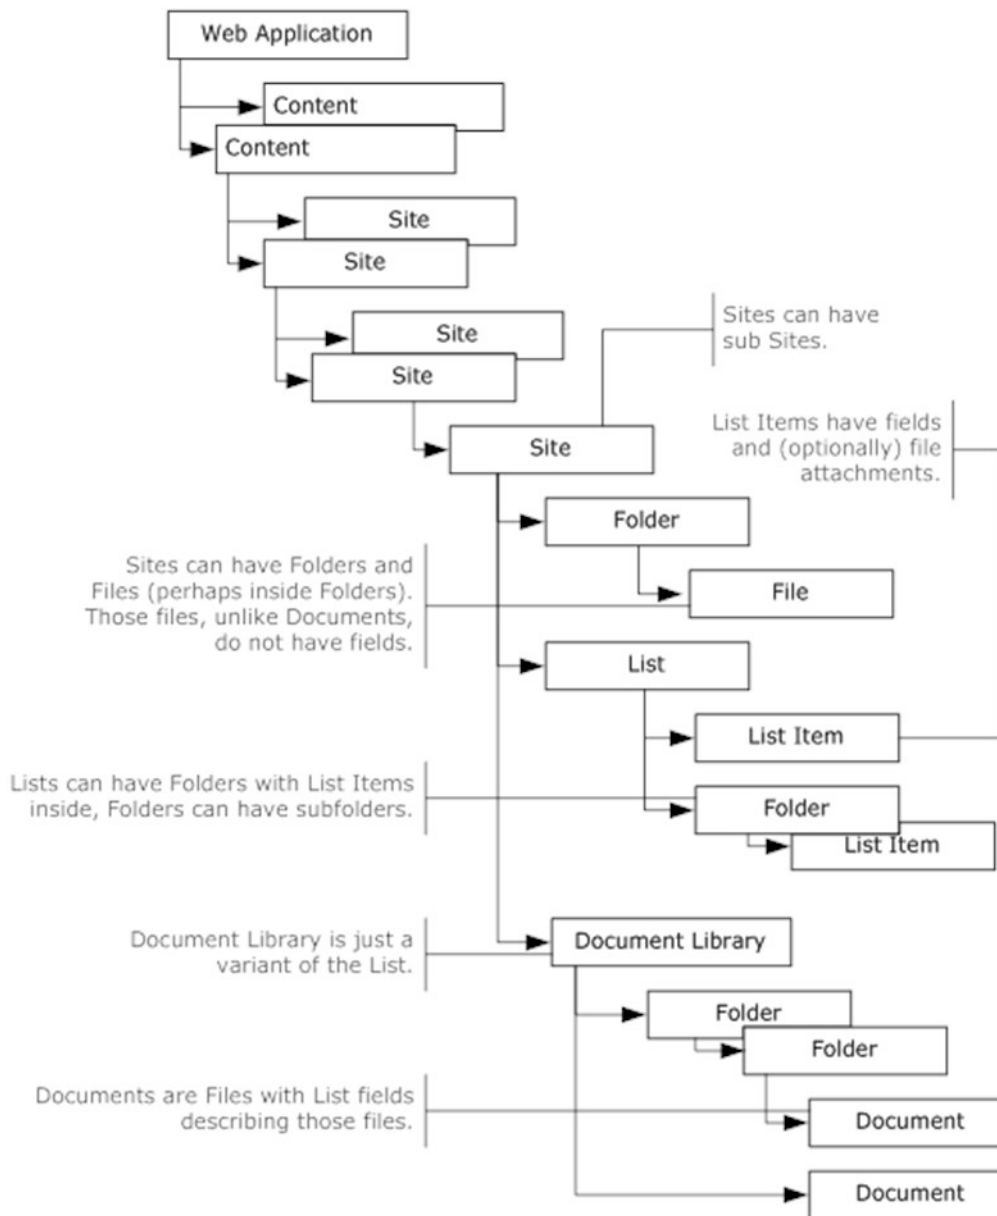 Web Application
Content
Content
Site
Site
Site
Site
Sites can have
sub Sites.
Site
List Items have fields
and (optionally) file
attachments.
Folder
Sites can have Folders and
Files (perhaps inside Folders).
Those files, unlike Documents,
do not have fields.
File
List
List Item
Lists can have Folders with List Items
inside, Folders can have subfolders.
Folder
List Item
Document Library is just a
variant of the List.
Document Library
Folder
Folder
Documents are Files with List fields
describing those files.
Document
Document